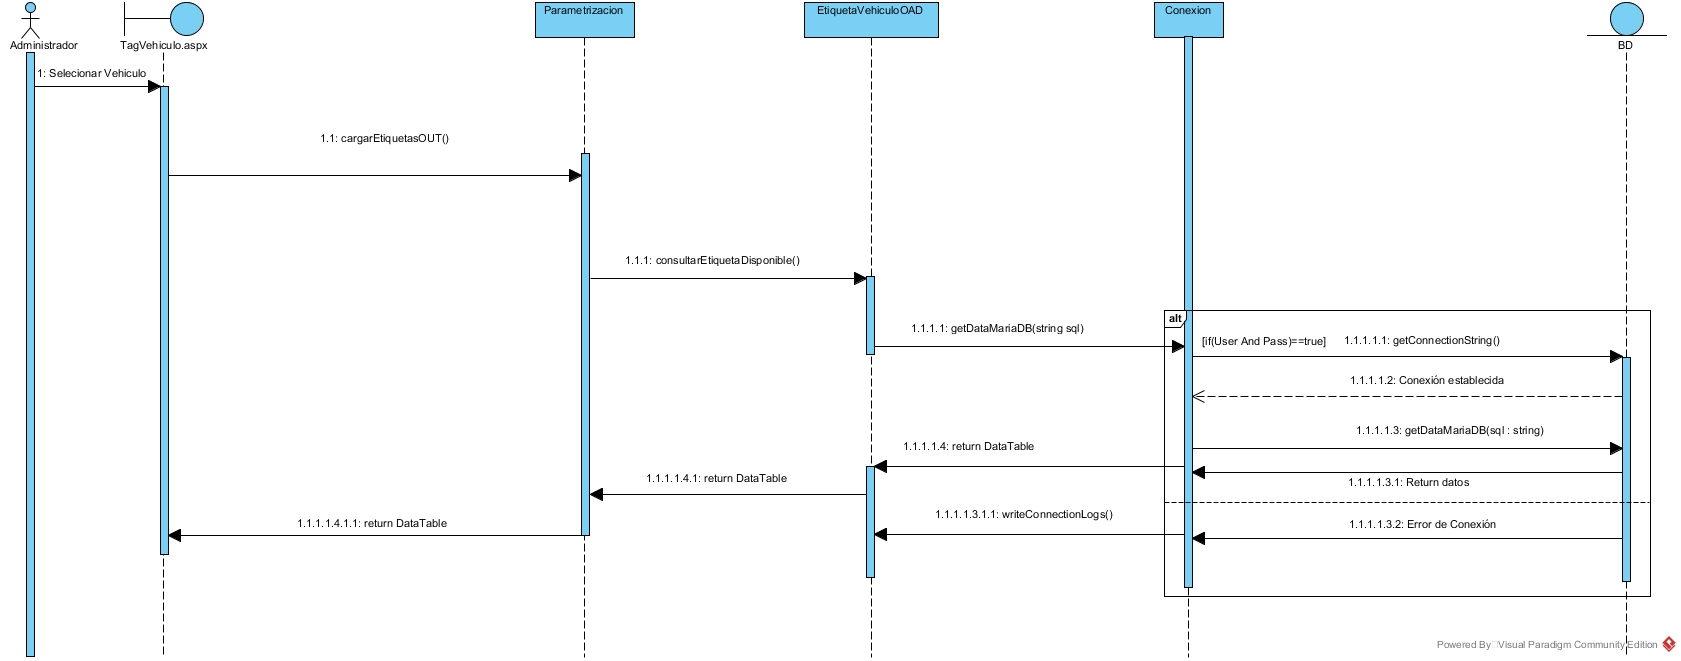 Administrador
TagVehiculo.aspx
Parametrizacion
EtiquetaVehiculoOAD
Conexion
BD
1: Selecionar Vehiculo
1.1: cargarEtiquetasOUT()
1.1.1: consultarEtiquetaDisponible()
1.1.1.1: getDataMariaDB(string sql)
alt
[if(User And Pass)==true]
1.1.1.1.1: getConnectionString()
1.1.1.1.2: Conexión establecida
1.1.1.1.3: getDataMariaDB(sql : string)
1.1.1.1.4: return DataTable
1.1.1.1.4.1: return DataTable
1.1.1.1.3.1: Return datos
1.1.1.1.3.1.1: writeConnectionLogs()
1.1.1.1.4.1.1: return DataTable
1.1.1.1.3.2: Error de Conexión
Powered By Visual Paradigm Community Edition